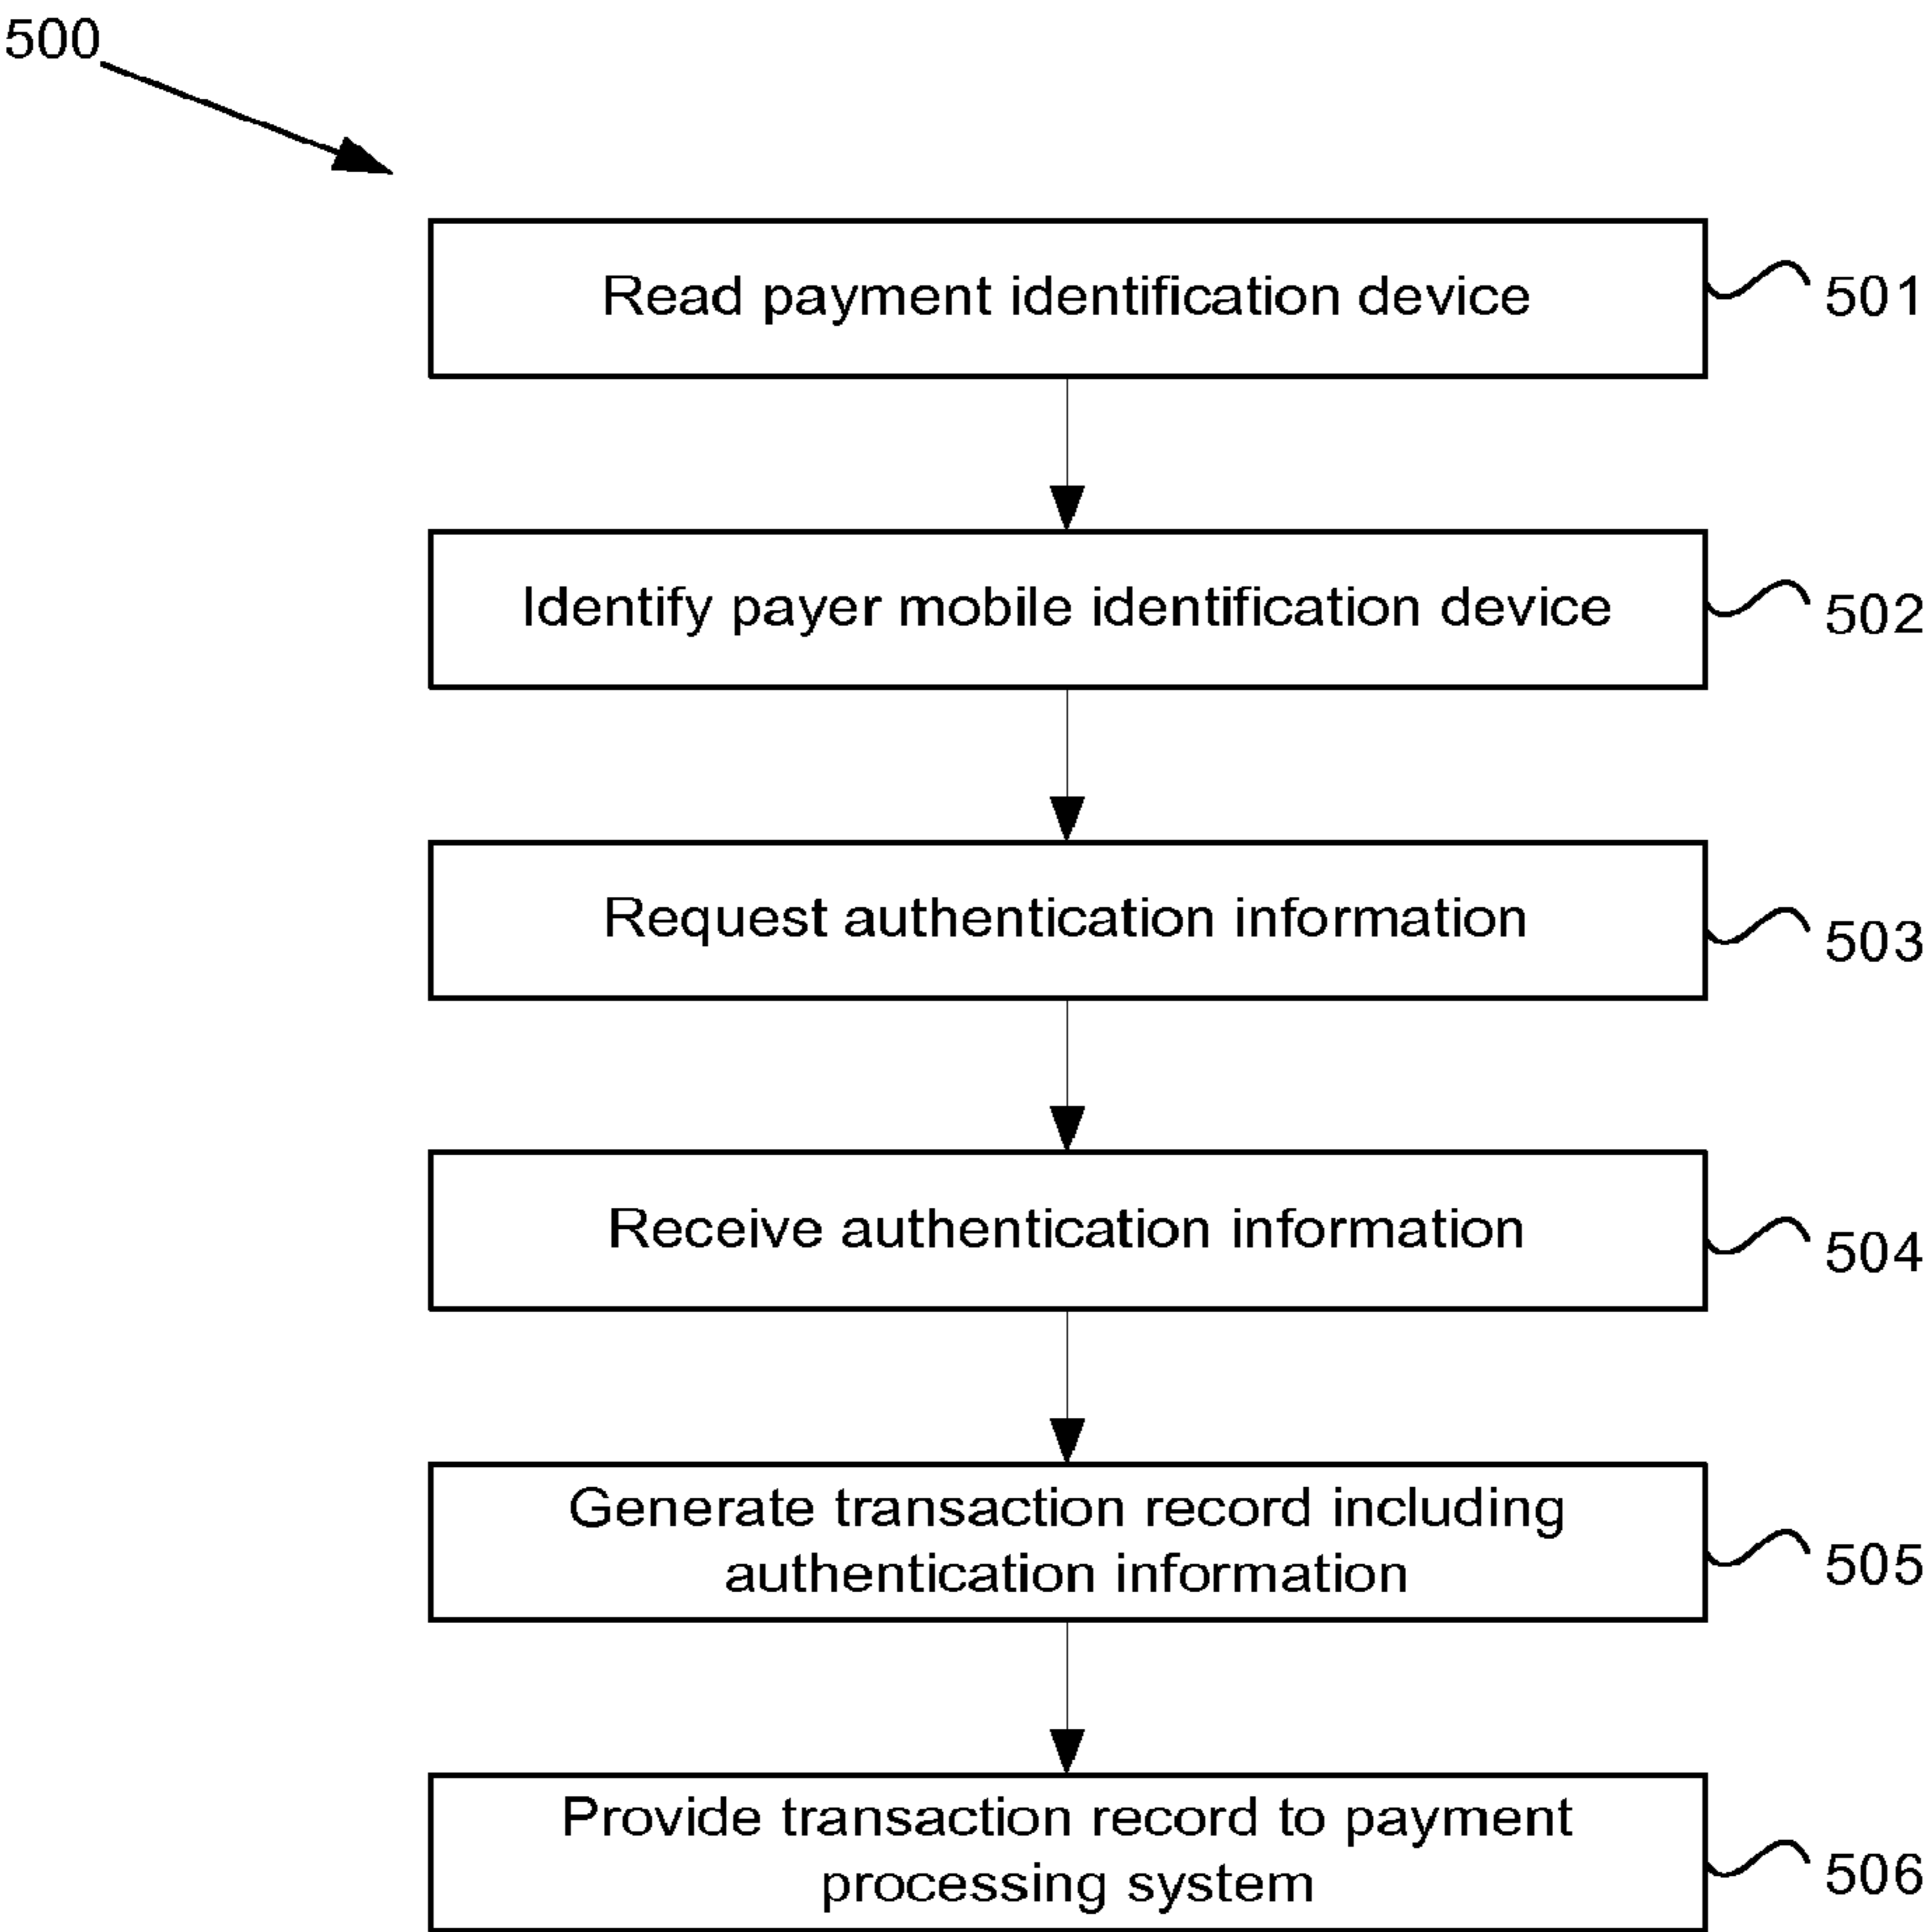 500
Read payment identification device
501
Identify payer mobile identification device
502
Request authentication information
503
Receive authentication information
504
Generate transaction record including
authentication information
505
Provide transaction record to payment
processing system
506